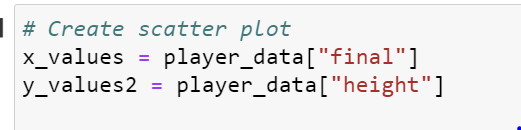 # Create scatter plot
x_values = player_data["final"]
y_values2 = player_data["height"]